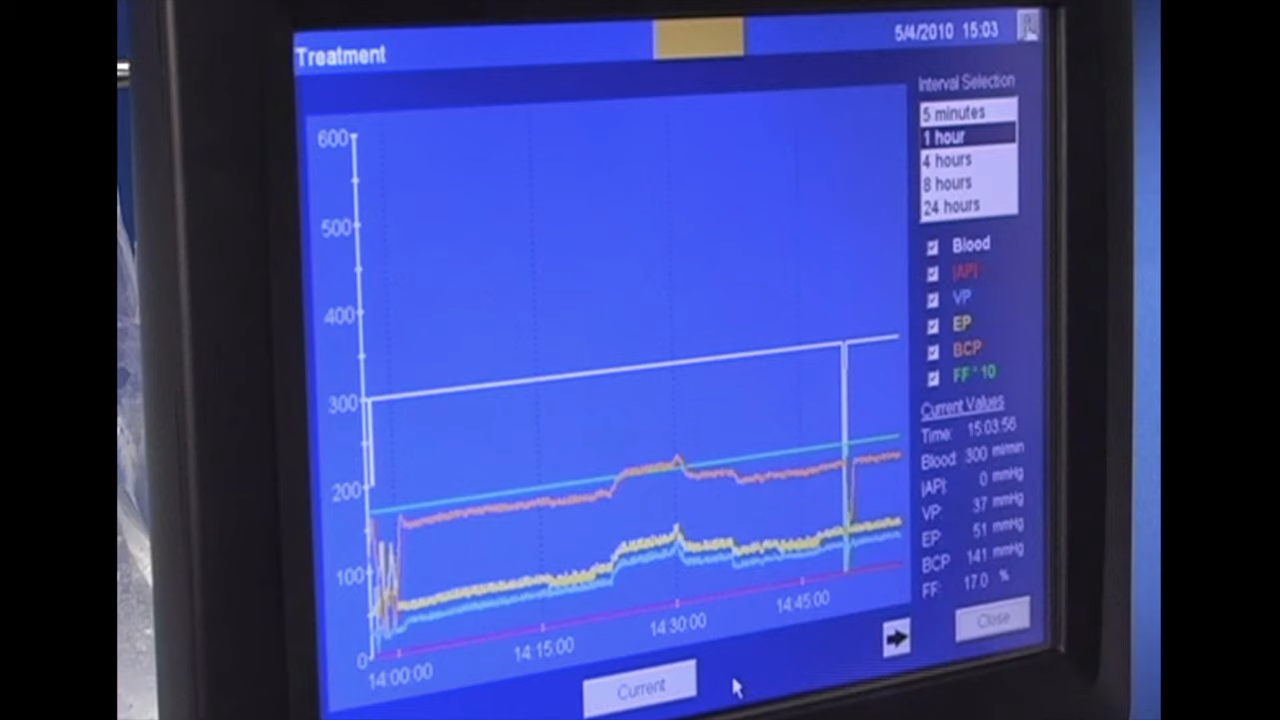 Treatment
5/4/2010 15:03
Interval Selection
5 minutes
1 hour
4 hours
8 hours
24 hours
Blood
|AP|
VP
EP
BCP
FF * 10
Current Values
Time: 15:03:56
Blood: 300 ml/min
|AP|: 0 mmHg
VP: 37 mmHg
EP: 51 mmHg
BCP 141 mmHg
FF: 17.0 %
Close
600
500
400
300
200
100
0
14:00:00
14:15:00
14:30:00
14:45:00
Current